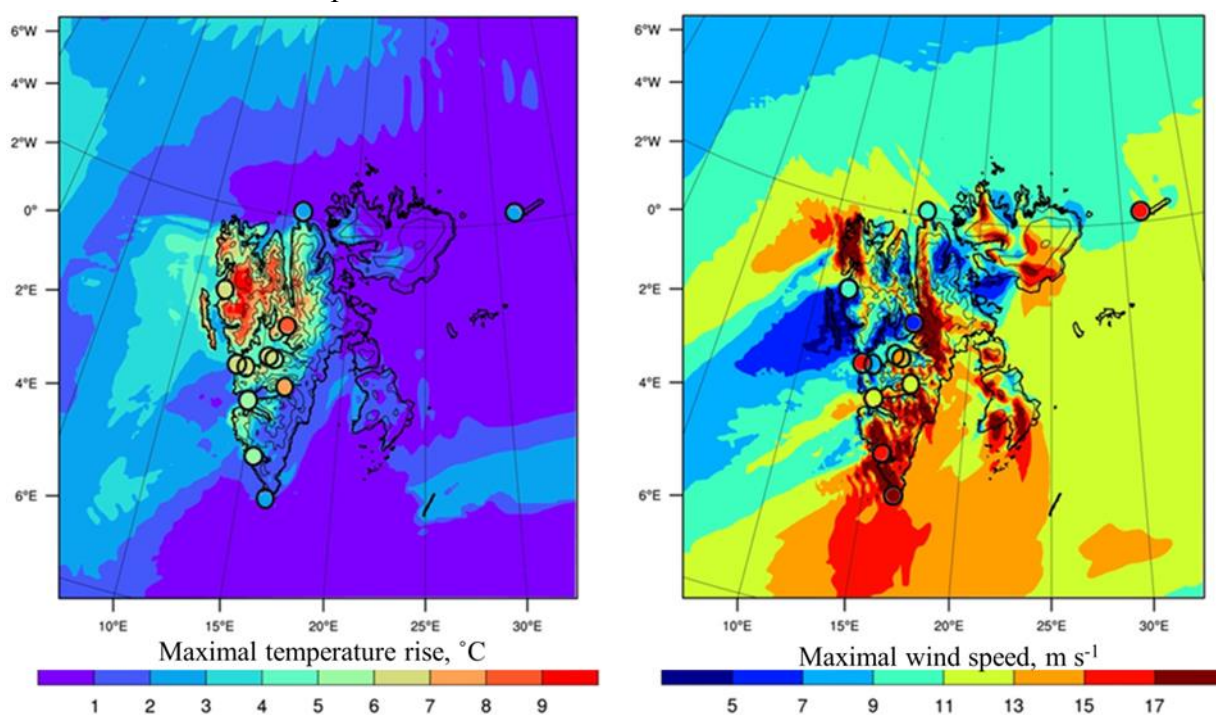 6°W
4°W
2°W
0°
2°E
4°E
6°E
10°E 15°E 20°E 25°E 30°E
Maximal temperature rise, ˚C
1 2 3 4 5 6 7 8 9
6°W
4°W
2°W
0°
2°E
4°E
6°E
10°E 15°E 20°E 25°E 30°E
Maximal wind speed, m s⁻¹
5 7 9 11 13 15 17